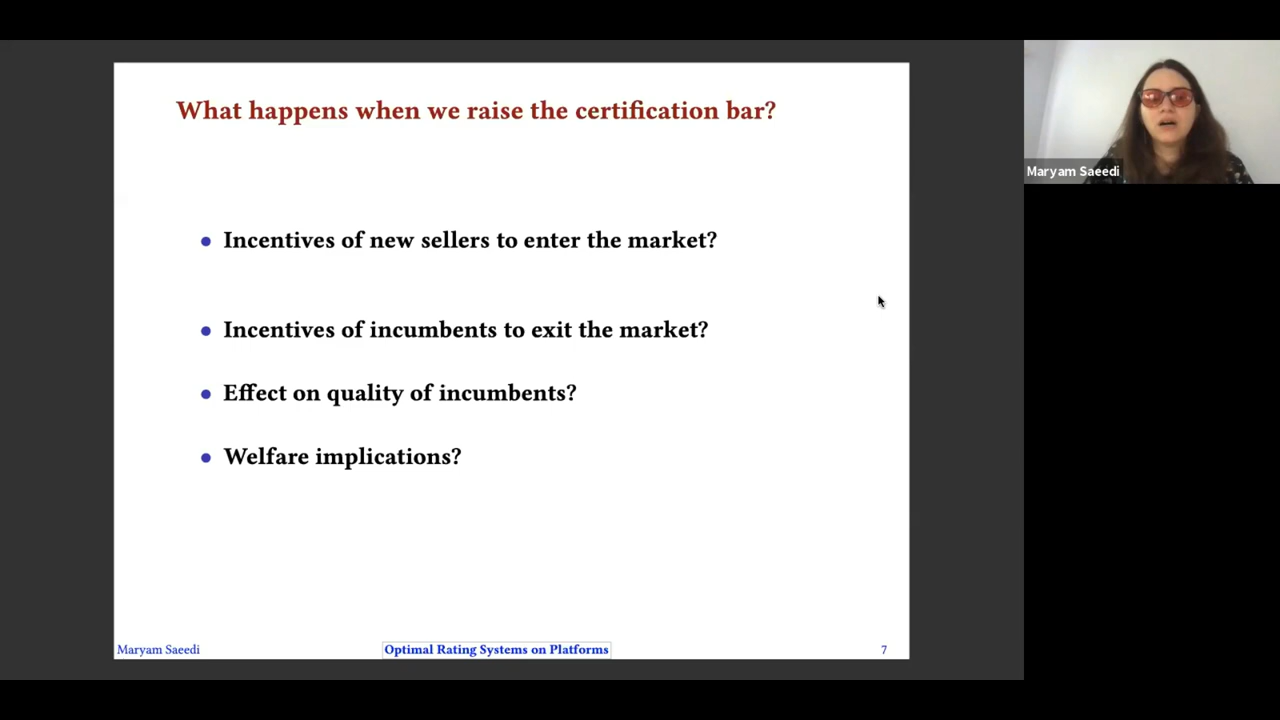 What happens when we raise the certification bar?
Incentives of new sellers to enter the market?
Incentives of incumbents to exit the market?
Effect on quality of incumbents?
Welfare implications?
Maryam Saeedi
Optimal Rating Systems on Platforms
7
Maryam Saeedi